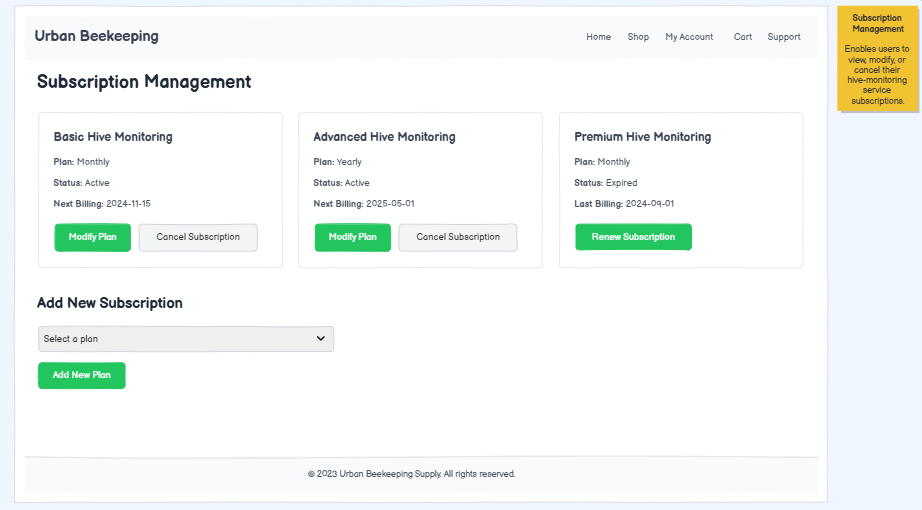 Urban Beekeeping
Home Shop My Account Cart Support
Subscription Management
Basic Hive Monitoring
Plan: Monthly
Status: Active
Next Billing: 2024-11-15
Modify Plan Cancel Subscription
Advanced Hive Monitoring
Plan: Yearly
Status: Active
Next Billing: 2025-05-01
Modify Plan Cancel Subscription
Premium Hive Monitoring
Plan: Monthly
Status: Expired
Last Billing: 2024-09-01
Renew Subscription
Add New Subscription
Select a plan
Add New Plan
© 2023 Urban Beekeeping Supply. All rights reserved.
Subscription
Management
Enables users to
view, modify, or
cancel their
hive-monitoring
service
subscriptions.